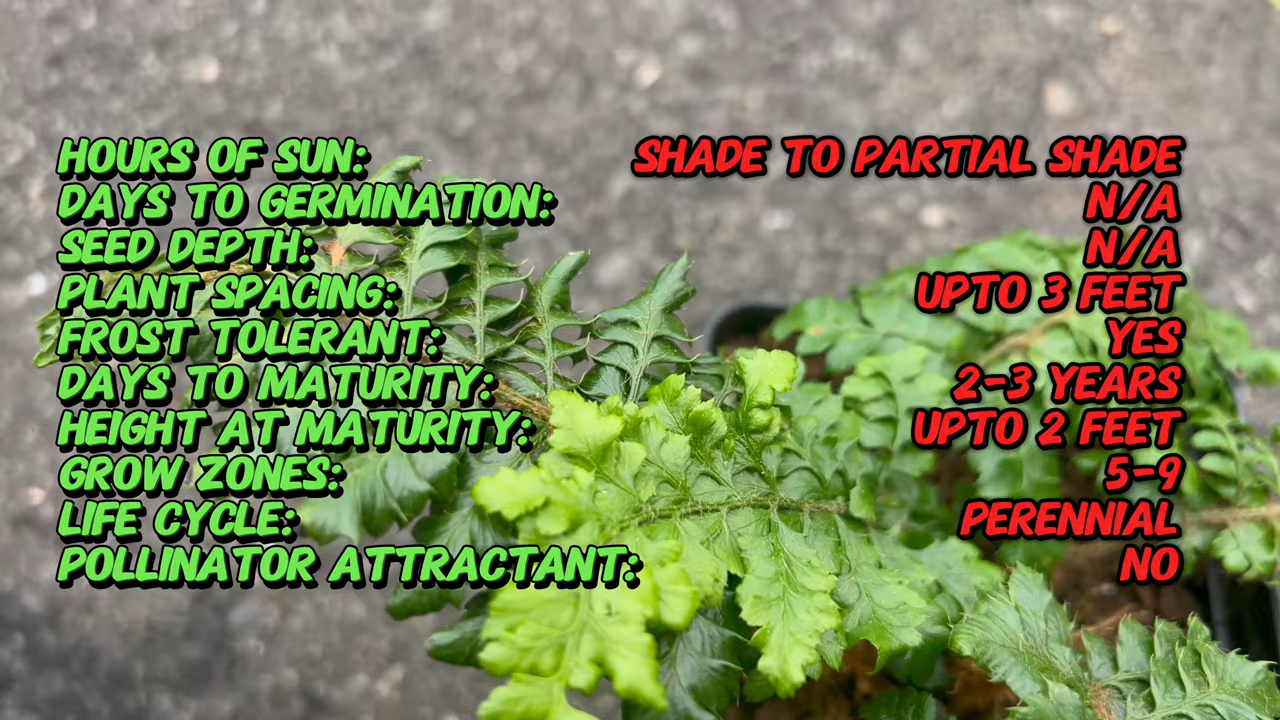 HOURS OF SUN: SHADE TO PARTIAL SHADE
DAYS TO GERMINATION: N/A
SEED DEPTH: N/A
PLANT SPACING: UPTO 3 FEET
FROST TOLERANT: YES
DAYS TO MATURITY: 2-3 YEARS
HEIGHT AT MATURITY: UPTO 2 FEET
GROW ZONES: 5-9
LIFE CYCLE: PERENNIAL
POLLINATOR ATTRACTANT: NO